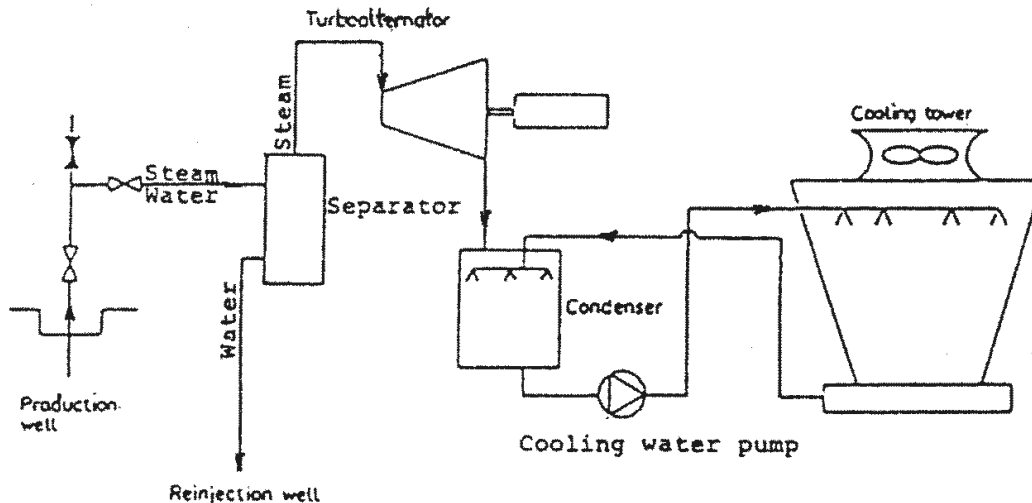 Turboalternator
Steam
Cooling tower
Steam
Water
Separator
Water
Condenser
Production
well
Cooling water pump
Reinjection well